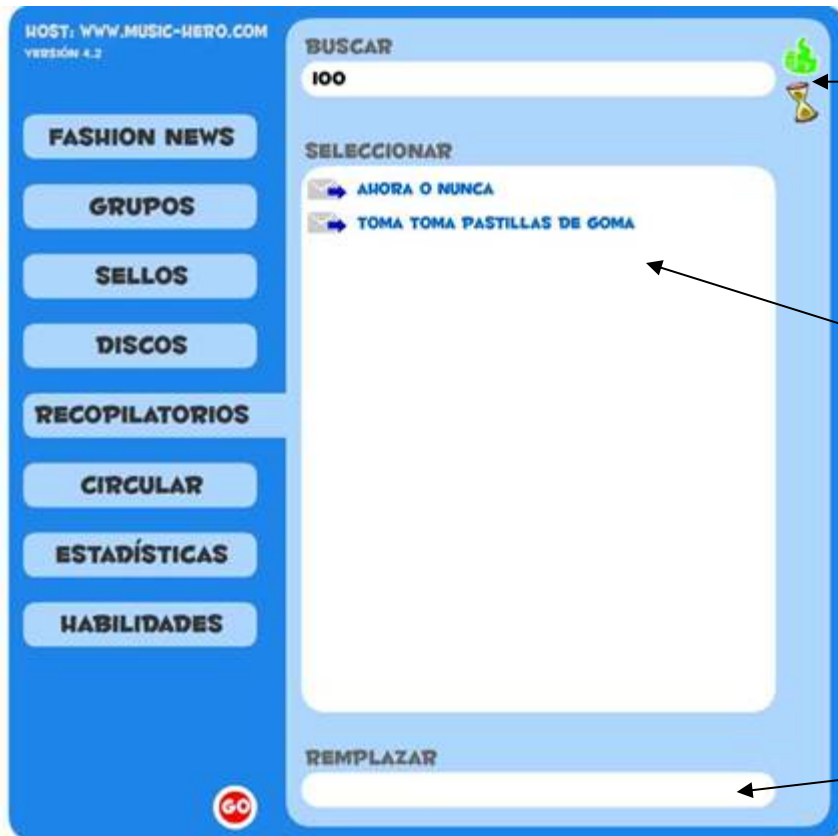 HOST: WWW.MUSIC-HERO.COM
VERSIÓN 4.2
FASHION NEWS
GRUPOS
SELLOS
DISCOS
RECOPILATORIOS
CIRCULAR
ESTADÍSTICAS
HABILIDADES
GO
BUSCAR
100
SELECCIONAR
AHORA O NUNCA
TOMA TOMA PASTILLAS DE GOMA
REMPLAZAR